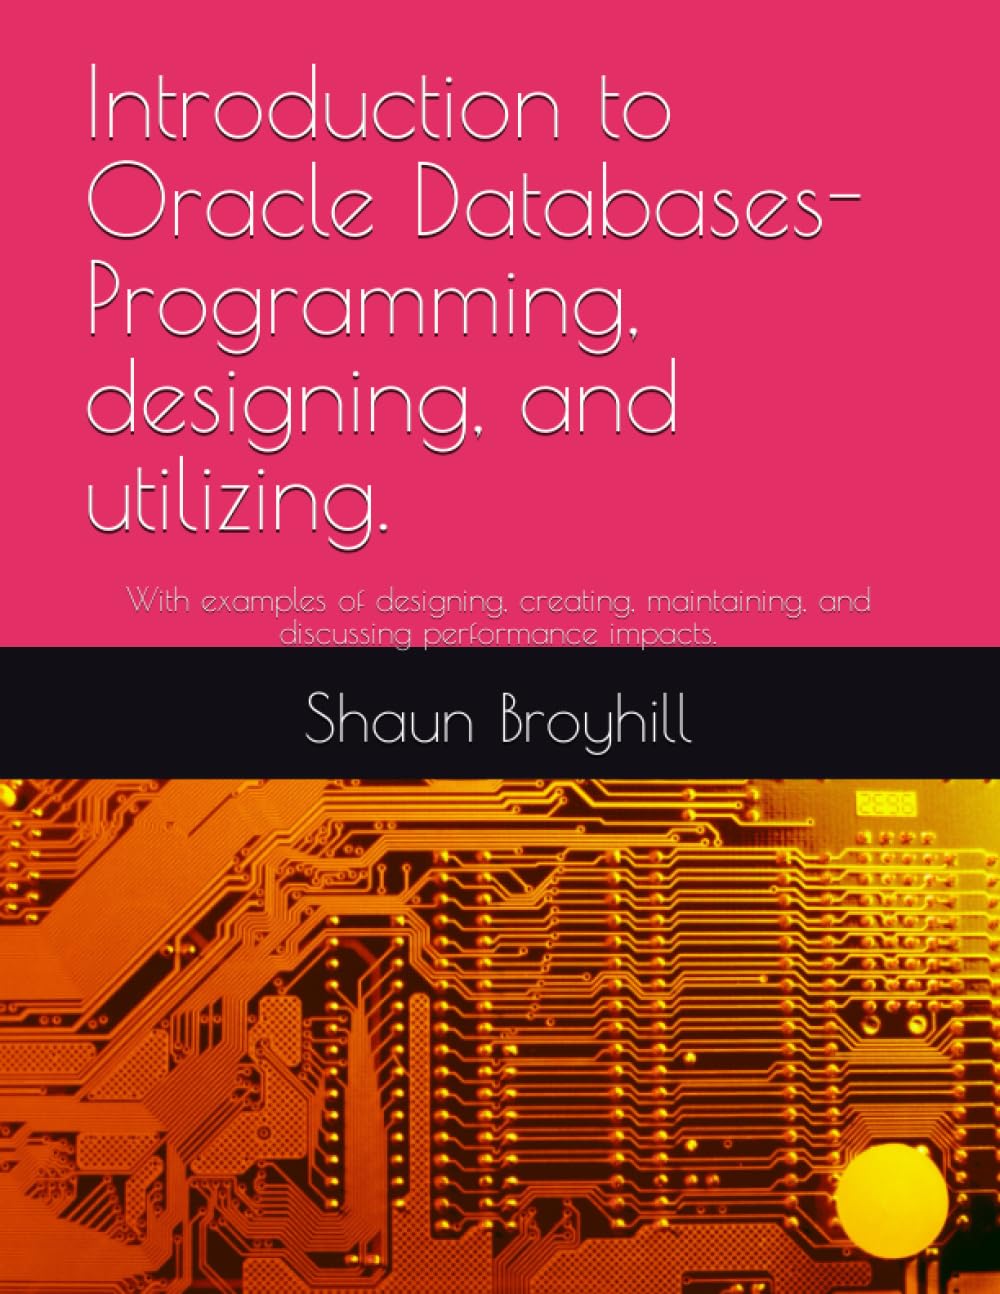 Introduction to
Oracle Databases-
Programming,
designing, and
utilizing.
With examples of designing, creating, maintaining, and
discussing performance impacts.
Shaun Broyhill